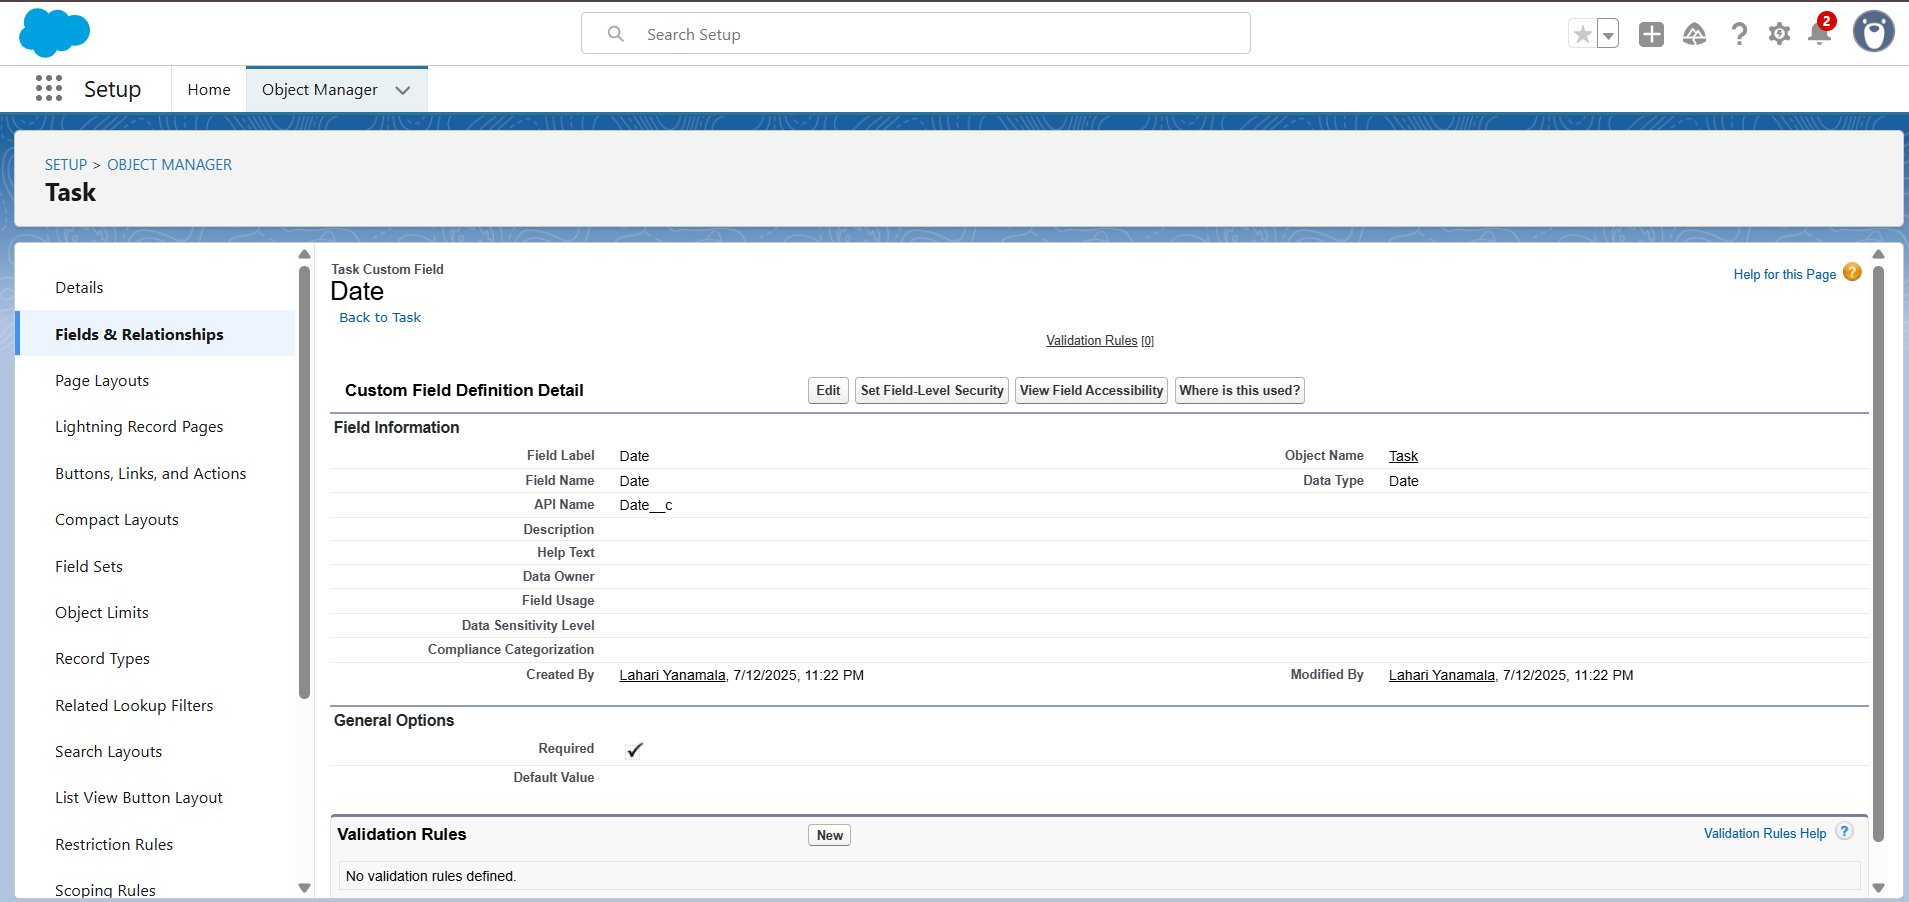 Search Setup
2
Setup
Home
Object Manager
SETUP > OBJECT MANAGER
Task
Details
Fields & Relationships
Page Layouts
Lightning Record Pages
Buttons, Links, and Actions
Compact Layouts
Field Sets
Object Limits
Record Types
Related Lookup Filters
Search Layouts
List View Button Layout
Restriction Rules
Scoping Rules
Task Custom Field
Date
Back to Task
Help for this Page ?
Validation Rules [0]
Custom Field Definition Detail
Edit
Set Field-Level Security
View Field Accessibility
Where is this used?
Field Information
Field Label Date
Object Name Task
Field Name Date
Data Type Date
API Name Date__c
Description
Help Text
Data Owner
Field Usage
Data Sensitivity Level
Compliance Categorization
Created By Lahari Yanamala, 7/12/2025, 11:22 PM
Modified By Lahari Yanamala, 7/12/2025, 11:22 PM
General Options
Required
Default Value
Validation Rules
New
Validation Rules Help ?
No validation rules defined.